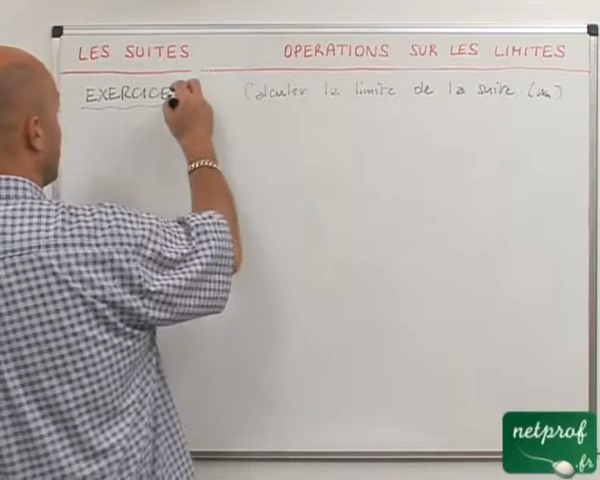 LES SUITES OPERATIONS SUR LES LIMITES
EXERCICE Calculer la limite de la suite (un)
netprof
.fr